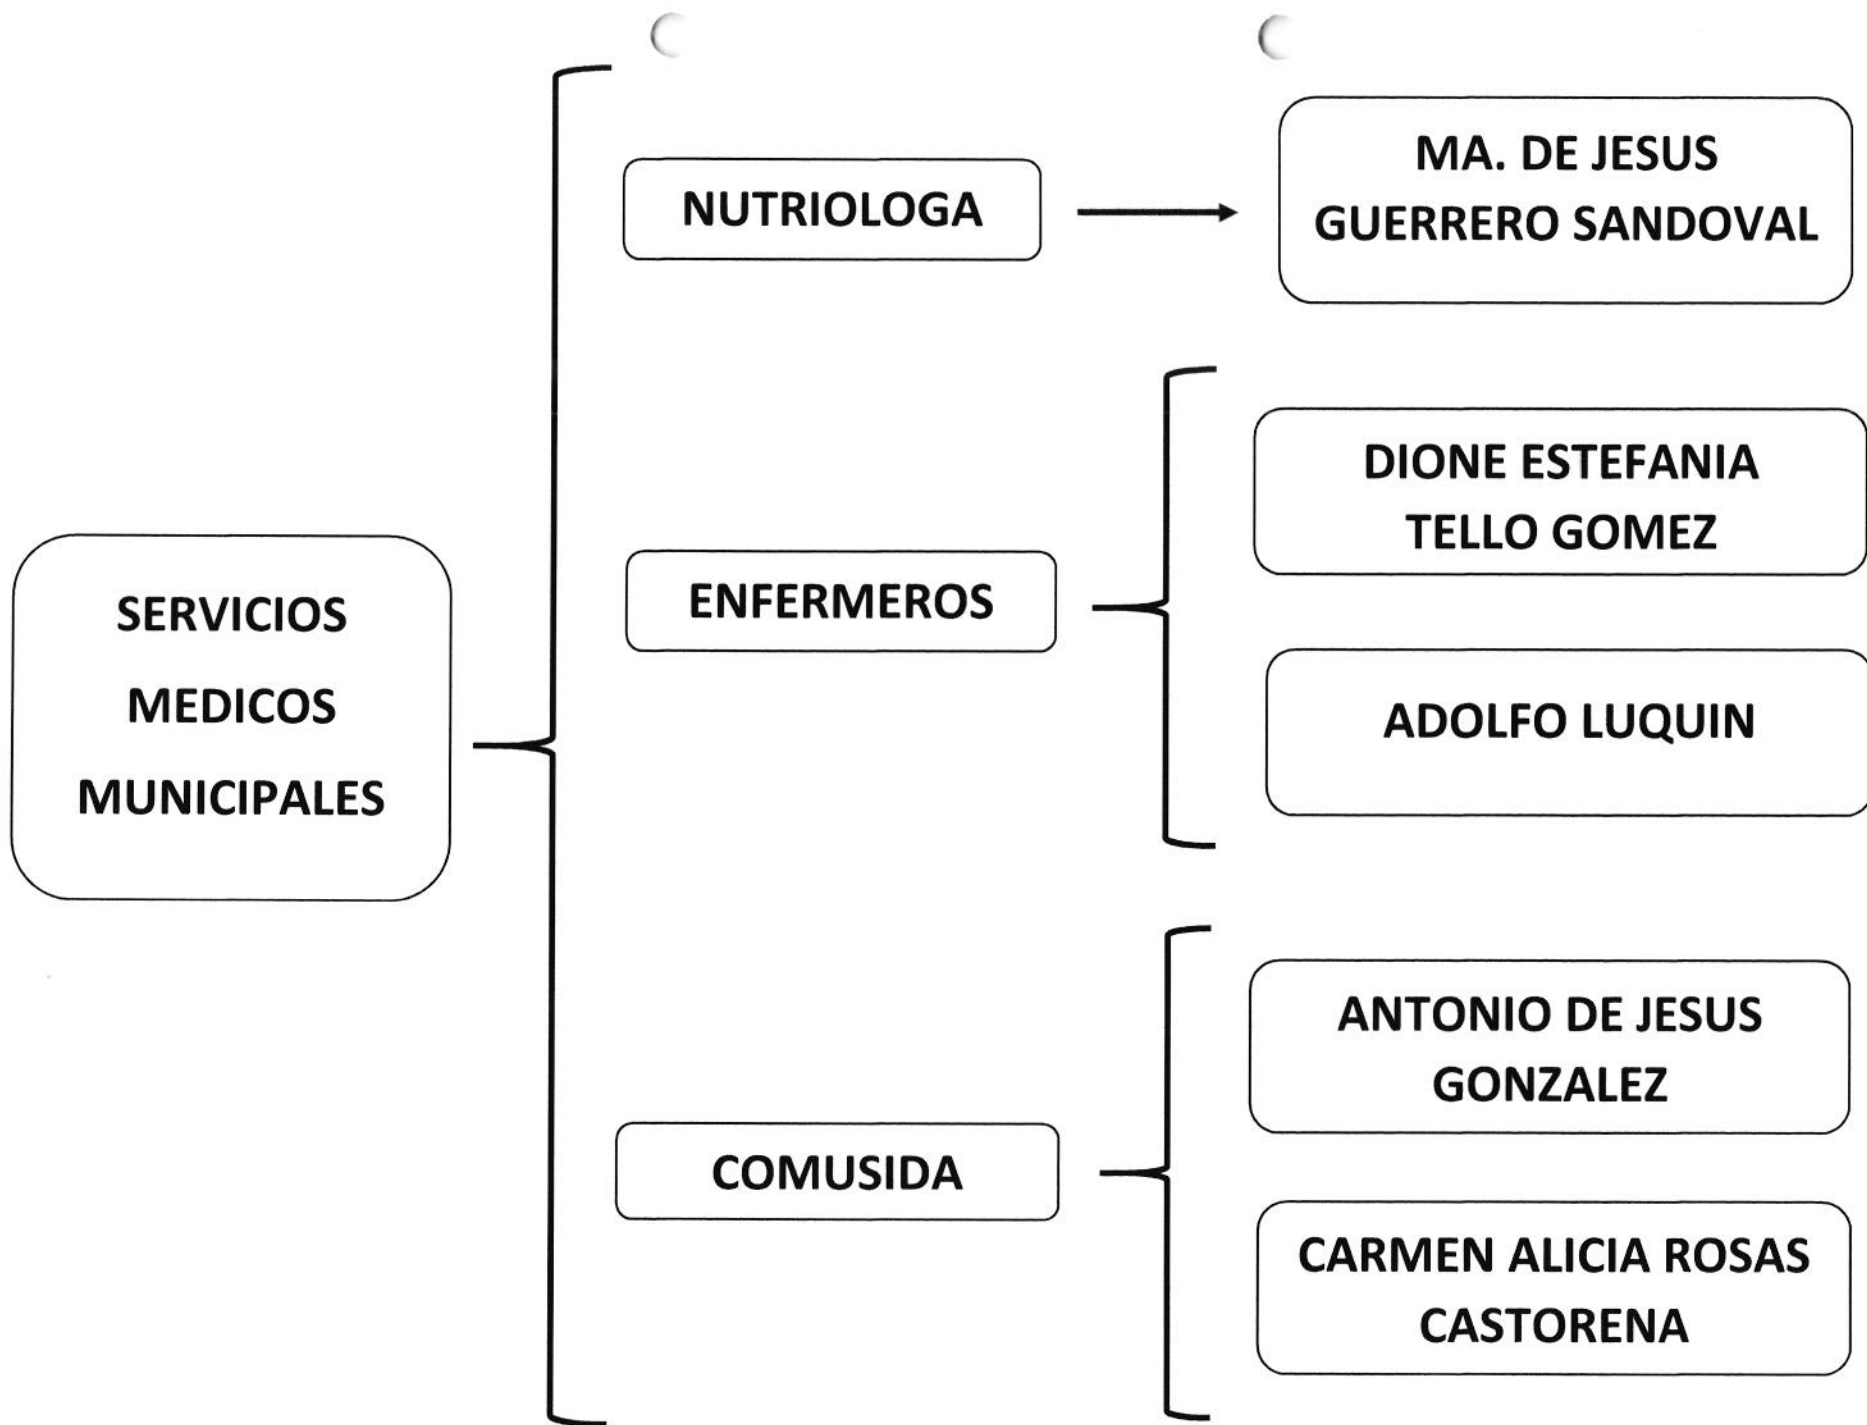 SERVICIOS
MEDICOS
MUNICIPALES
NUTRIOLOGA
MA. DE JESUS
GUERRERO SANDOVAL
ENFERMEROS
DIONE ESTEFANIA
TELLO GOMEZ
ADOLFO LUQUIN
COMUSIDA
ANTONIO DE JESUS
GONZALEZ
CARMEN ALICIA ROSAS
CASTORENA